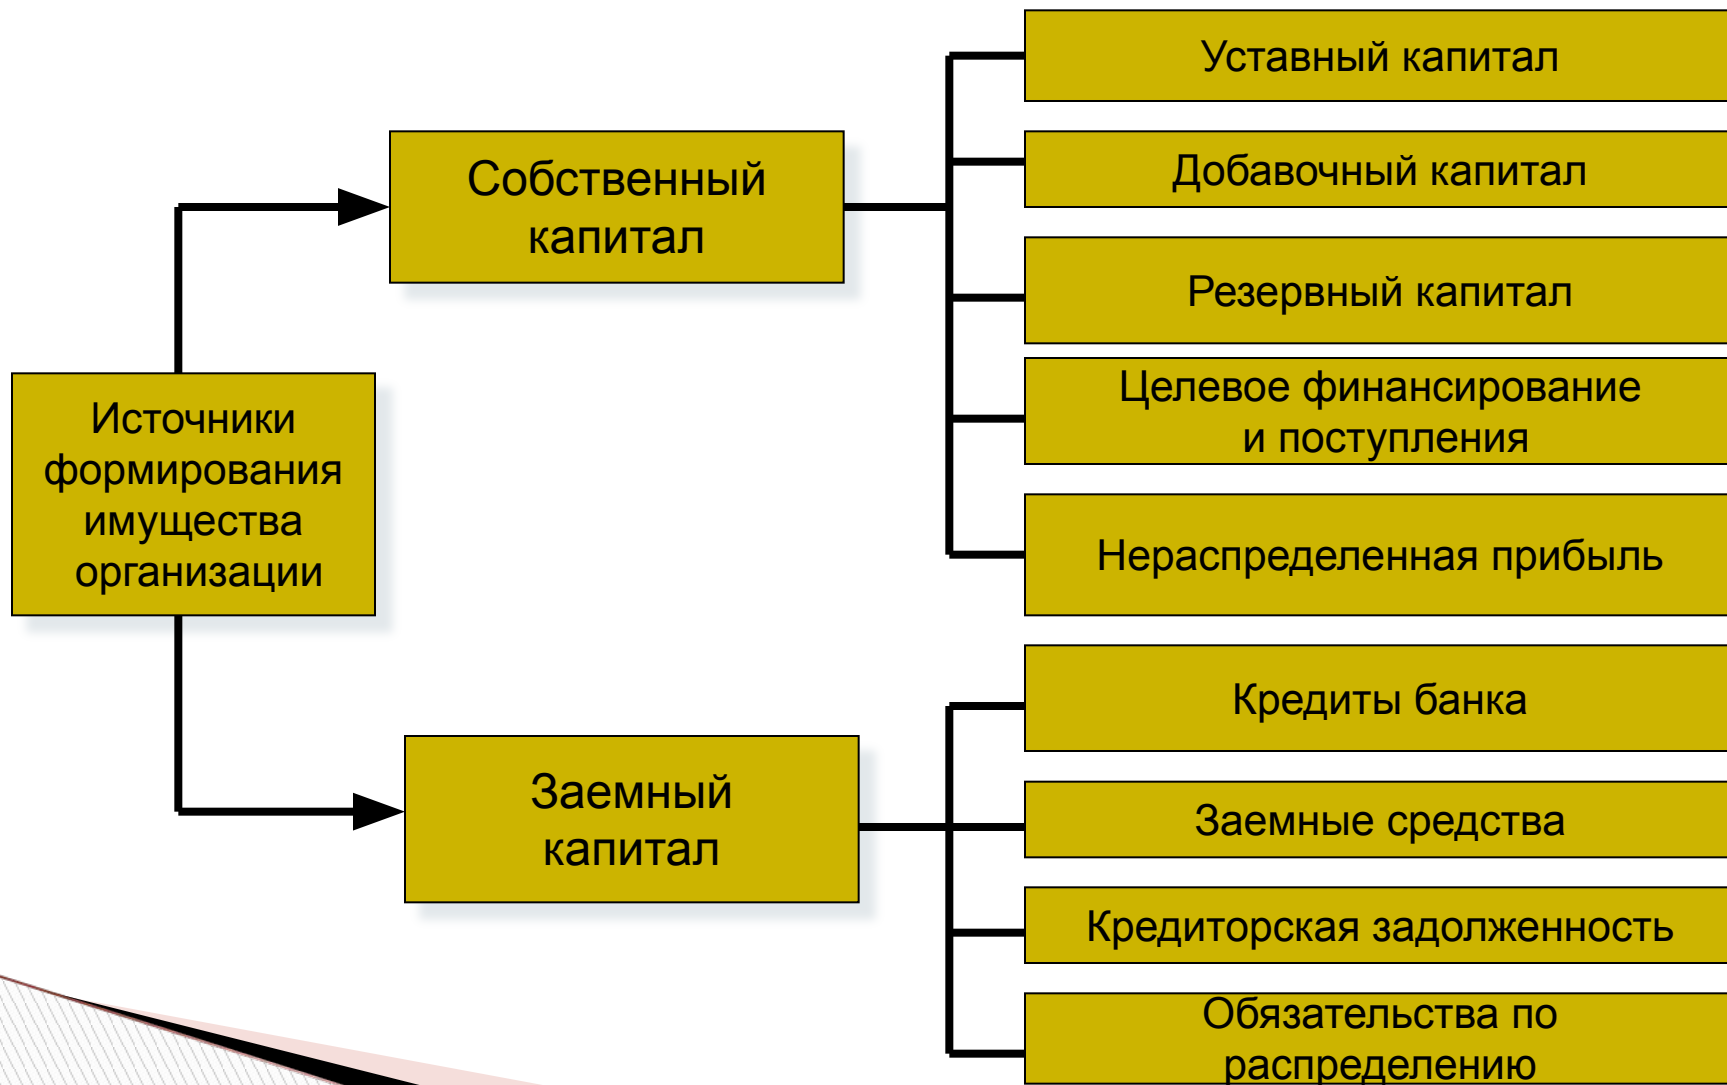 Источники
формирования
имущества
организации
Собственный
капитал
Уставный капитал
Добавочный капитал
Резервный капитал
Целевое финансирование
и поступления
Нераспределенная прибыль
Заемный
капитал
Кредиты банка
Заемные средства
Кредиторская задолженность
Обязательства по
распределению